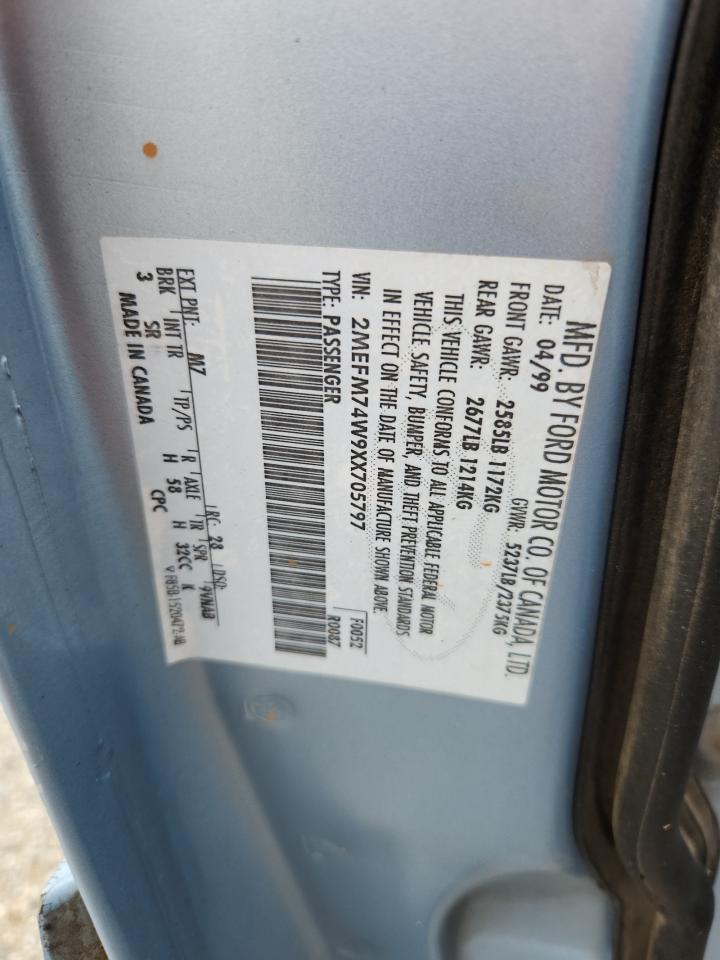 MFD. BY FORD MOTOR CO. OF CANADA, LTD.
DATE: 04/99 GVWR: 5237LB/2375KG
FRONT GAWR: 2585LB 1172KG
REAR GAWR: 2677LB 1214KG
THIS VEHICLE CONFORMS TO ALL APPLICABLE FEDERAL MOTOR
VEHICLE SAFETY, BUMPER, AND THEFT PREVENTION STANDARDS
IN EFFECT ON THE DATE OF MANUFACTURE SHOWN ABOVE.
VIN: 2MEFM74W9XX705797 F0052
TYPE: PASSENGER R0087
EXT PNT: M7 RC: 28 DSO:
BRK INT TR TP/PS R AXLE TR SPR 9VNAB
3 SR H 58 H 32CC K
MADE IN CANADA CPC